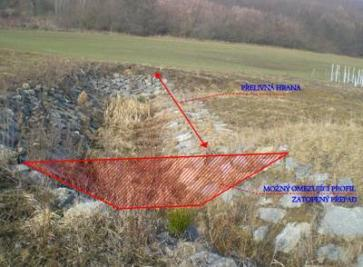 PŘELIVNÁ HRANA
MOŽNÝ OMEZUJÍCÍ PROFIL
ZATOPENÝ PŘEPAD